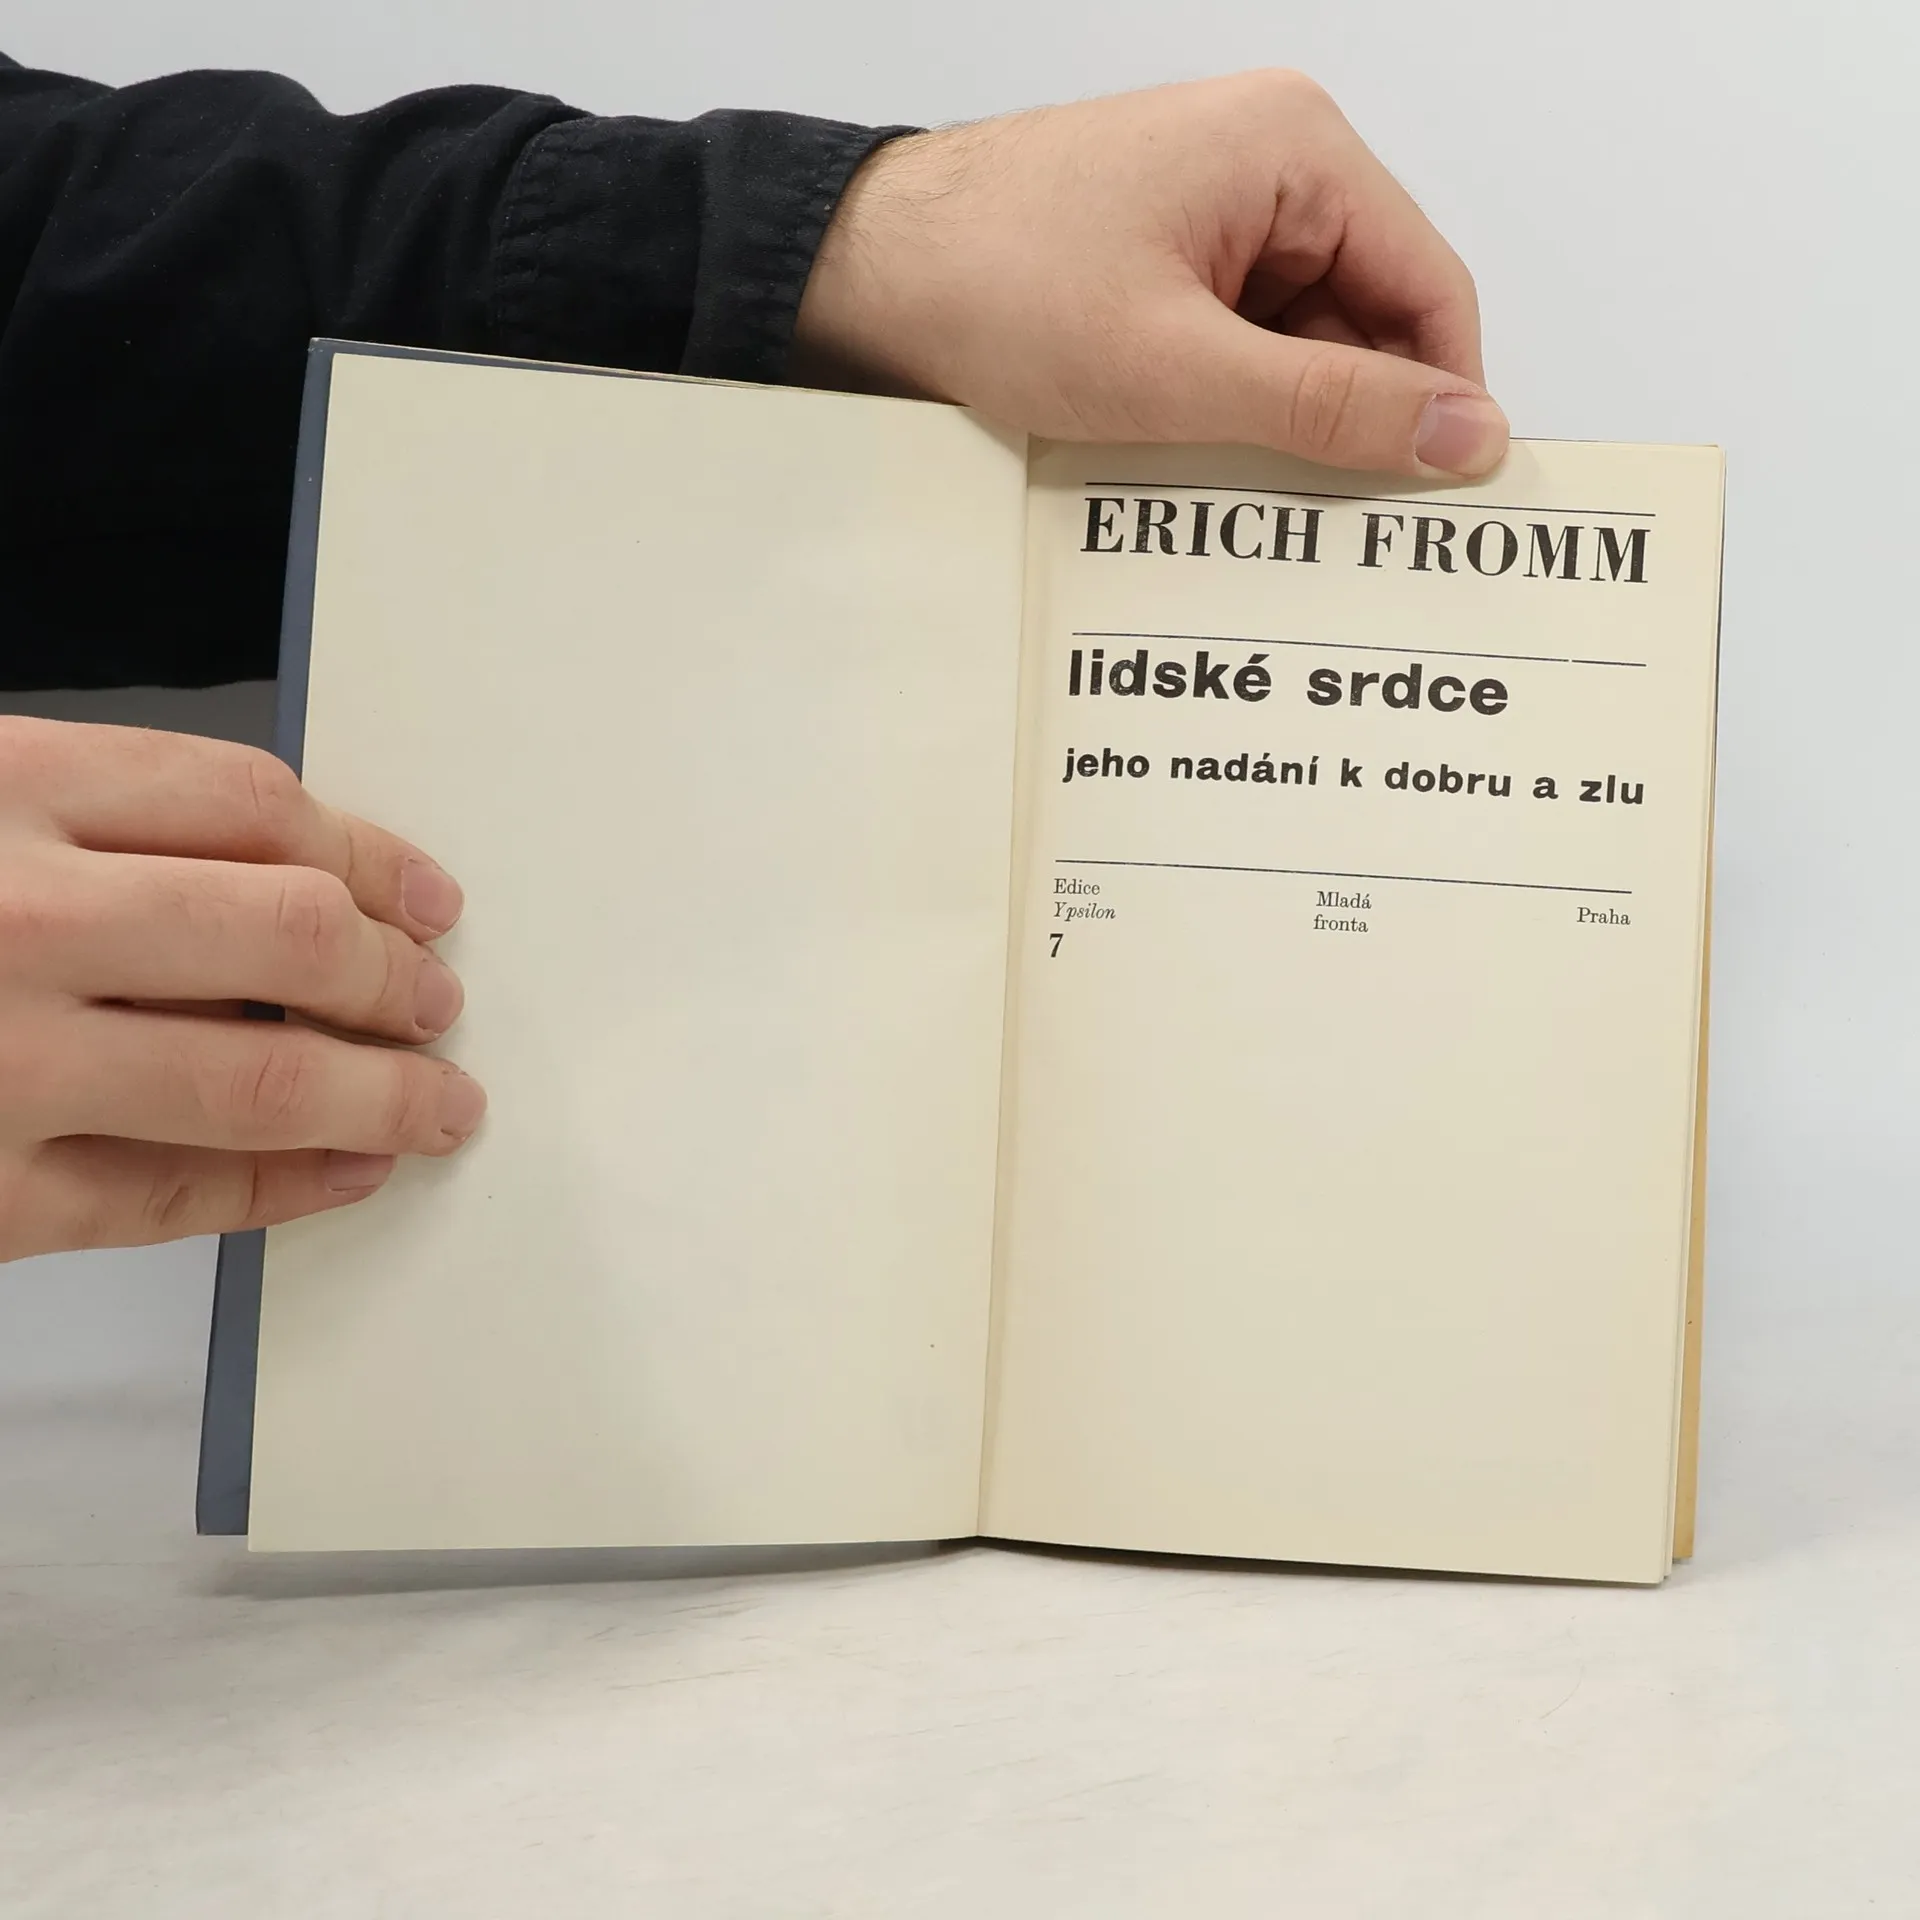 ERICH FROMM
lidské srdce
jeho nadání k dobru a zlu
Edice
Ypsilon
7
Mladá
fronta
Praha